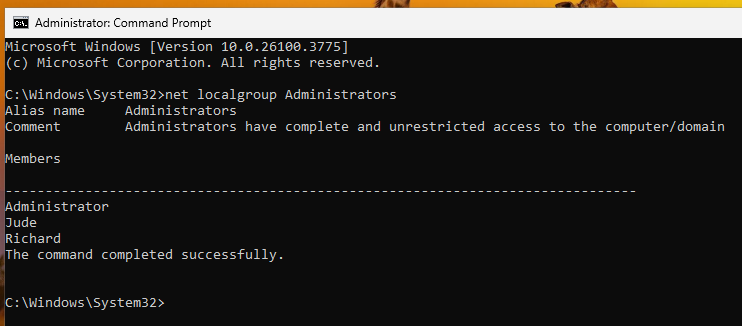 Administrator: Command Prompt
Microsoft Windows [Version 10.0.26100.3775]
(c) Microsoft Corporation. All rights reserved.
C:\Windows\System32>net localgroup Administrators
Alias name     Administrators
Comment        Administrators have complete and unrestricted access to the computer/domain
Members
-------------------------------------------------------------------------------
Administrator
Jude
Richard
The command completed successfully.
C:\Windows\System32>